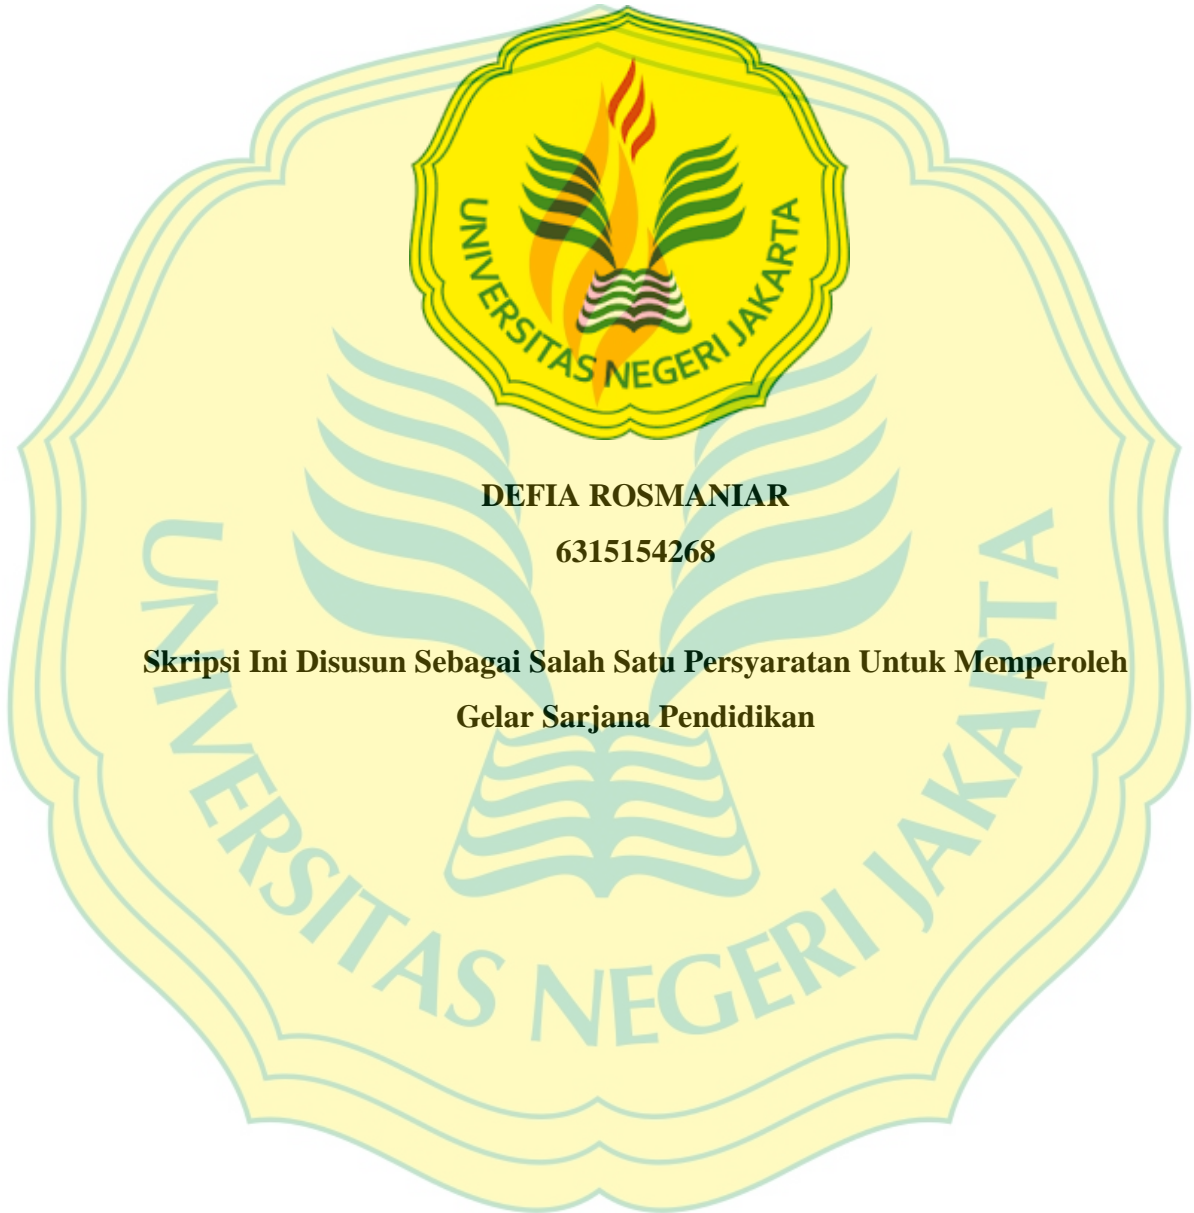 UNIVERSITAS NEGERI JAKARTA
DEFIA ROSMANIAR
6315154268
Skripsi Ini Disusun Sebagai Salah Satu Persyaratan Untuk Memperoleh
Gelar Sarjana Pendidikan
UNIVERSITAS NEGERI JAKARTA